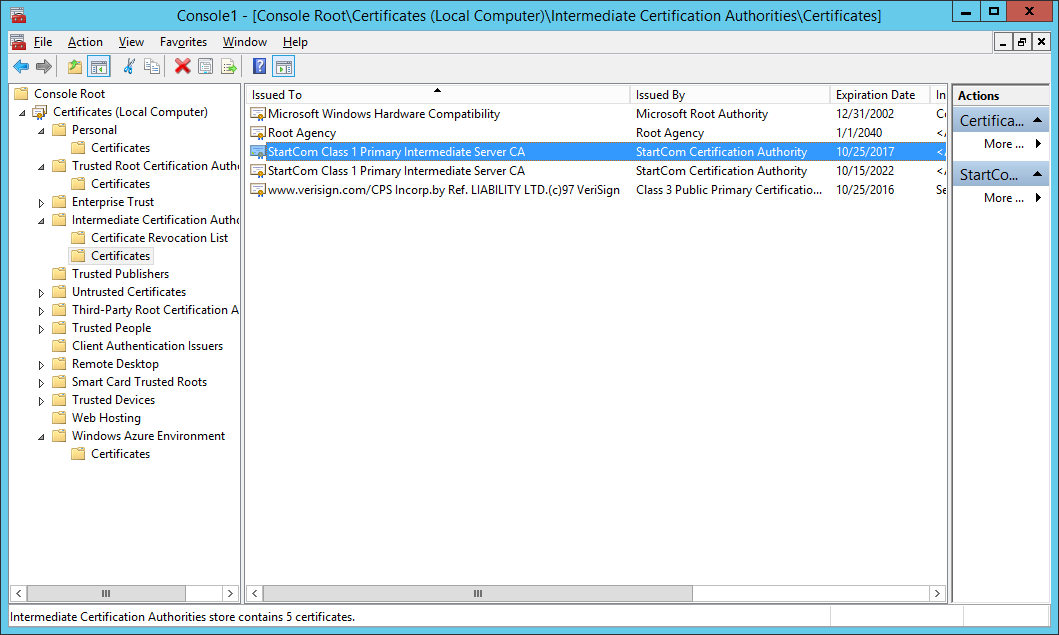 Console1 - [Console Root\Certificates (Local Computer)\Intermediate Certification Authorities\Certificates]
File Action View Favorites Window Help
Console Root
Certificates (Local Computer)
Personal
Certificates
Trusted Root Certification Autho
Certificates
Enterprise Trust
Intermediate Certification Autho
Certificate Revocation List
Certificates
Trusted Publishers
Untrusted Certificates
Third-Party Root Certification A
Trusted People
Client Authentication Issuers
Remote Desktop
Smart Card Trusted Roots
Trusted Devices
Web Hosting
Windows Azure Environment
Certificates
Issued To Issued By Expiration Date In
Microsoft Windows Hardware Compatibility Microsoft Root Authority 12/31/2002 Co
Root Agency Root Agency 1/1/2040 </
StartCom Class 1 Primary Intermediate Server CA StartCom Certification Authority 10/25/2017 </
StartCom Class 1 Primary Intermediate Server CA StartCom Certification Authority 10/15/2022 </
www.verisign.com/CPS Incorp.by Ref. LIABILITY LTD.(c)97 VeriSign Class 3 Public Primary Certificatio... 10/25/2016 Se
Actions
Certifica...
More ...
StartCo...
More ...
Intermediate Certification Authorities store contains 5 certificates.